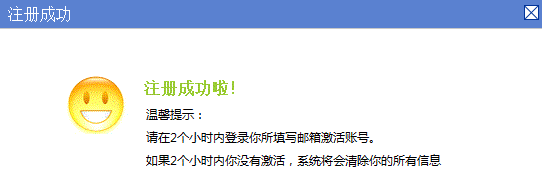 注册成功
注册成功啦！
温馨提示：
请在2个小时内登录你所填写邮箱激活账号。
如果2个小时内你没有激活，系统将会清除你的所有信息